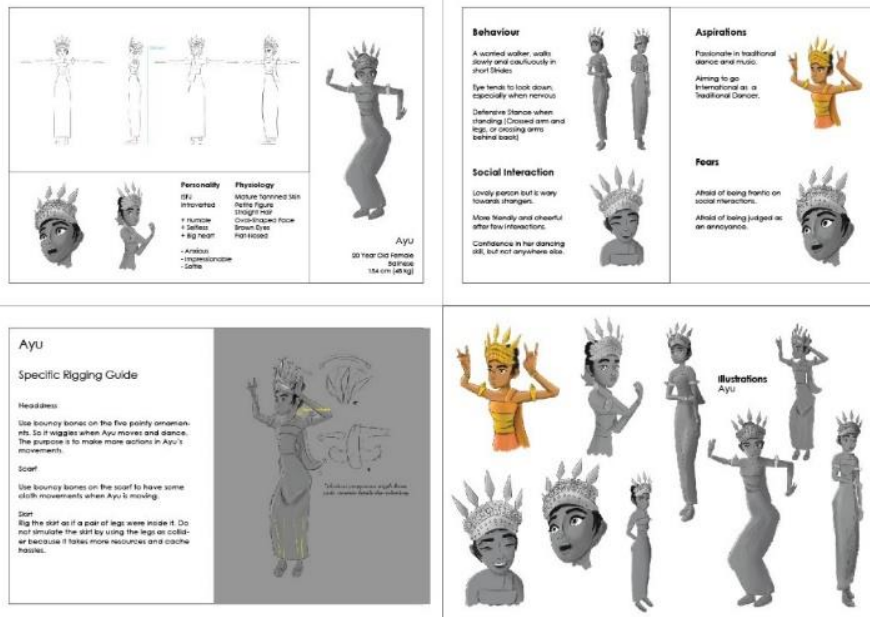 Personality
ISFJ
Introverted
+ Humble
+ Selfless
+ Big heart
- Anxious
- Impressionable
Physiology
Mature Tannned Skin
Petite Figure
Straight Hair
Oval-Shaped Face
Brown Eyes
Flat-Nosed
Ayu
20 Year Old Female
Balinese
154 cm (45 kg)
Behaviour
A worried walker, walks
slowly and cautiuously in
short Strides
Eye tends to look down,
especially when nervous
Defensive Stance when
standing (Crossed arm and
legs, or crossing arms
behind back)
Social Interaction
Lovely person but is wary
towards strangers.
More friendly and cheerful
after few interactions.
Confidence in her dancing
skill, but not anywhere else.
Aspirations
Passionate in traditional
dance and music.
Aiming to go
International as a
Traditional Dancer.
Fears
Afraid of being frantic on
social interactions.
Afraid of being judged as
an annoyance.
Ayu
Specific Rigging Guide
Headdress
Use bouncy bones on the five pointy ornamen-
nts. So it wiggles when Ayu moves and dance.
The purpose is to make more actions in Ayu's
movements.
Scarf
Use bouncy bones on the scarf to have some
cloth movements when Ayu is moving.
Skirt
Rig the skirt as if a pair of legs were inside it. Do
not simulate the skirt by using the legs as collid-
er because it takes more resources and cache
hassles.
Illustrations
Ayu